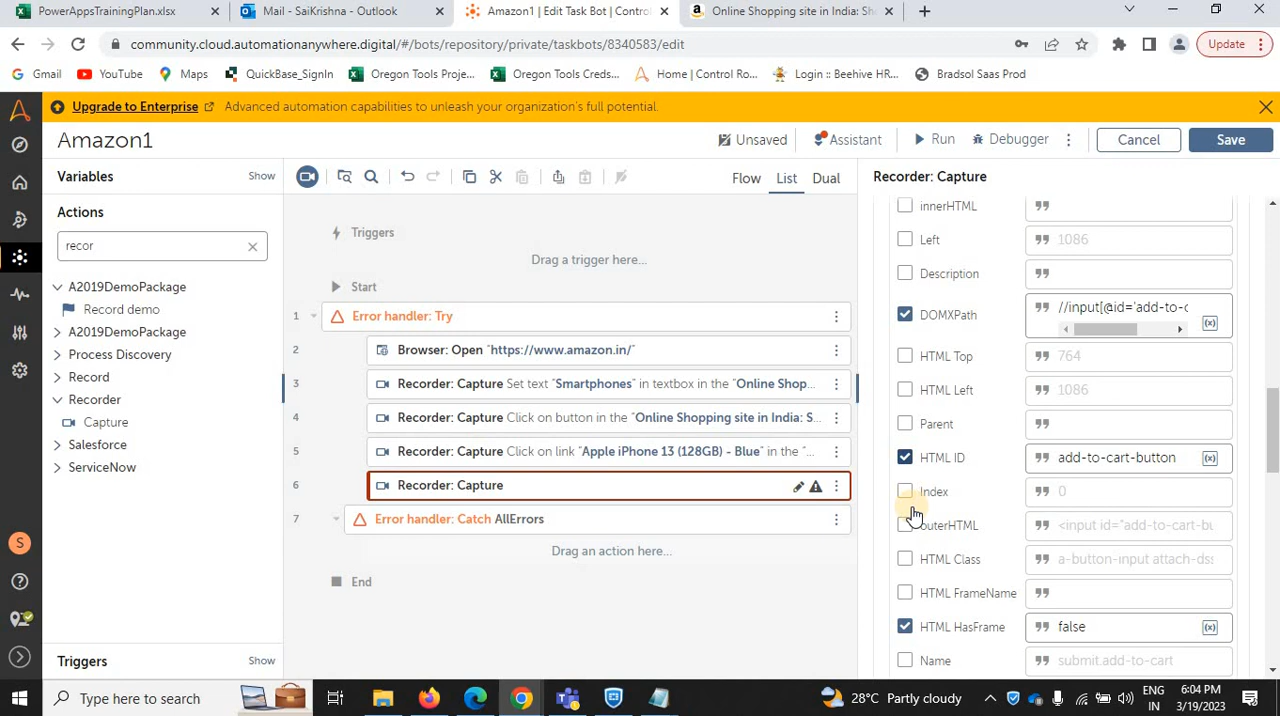 PowerAppsTrainingPlan.xlsx
Mail - SaiKrishna - Outlook
Amazon1 | Edit Task Bot | Contro
Online Shopping site in India: Sh
community.cloud.automationanywhere.digital/#/bots/repository/private/taskbots/8340583/edit
Update
Gmail
YouTube
Maps
QuickBase_SignIn
Oregon Tools Proje...
Oregon Tools Creds...
Home | Control Ro...
Login :: Beehive HR...
Bradsol Saas Prod
Upgrade to Enterprise
Advanced automation capabilities to unleash your organization's full potential.
Amazon1
Unsaved
Assistant
Run
Debugger
Cancel
Save
Variables
Show
Flow
List
Dual
Recorder: Capture
Actions
recor
A2019DemoPackage
Record demo
A2019DemoPackage
Process Discovery
Record
Recorder
Capture
Salesforce
ServiceNow
Triggers
Show
Triggers
Drag a trigger here...
Start
1 Error handler: Try
2 Browser: Open "https://www.amazon.in/"
3 Recorder: Capture Set text "Smartphones" in textbox in the "Online Shop...
4 Recorder: Capture Click on button in the "Online Shopping site in India: S...
5 Recorder: Capture Click on link "Apple iPhone 13 (128GB) - Blue" in the "...
6 Recorder: Capture
7 Error handler: Catch AllErrors
Drag an action here...
End
innerHTML
Left 1086
Description
DOMXPath //input[@id='add-to-c
(x)
HTML Top 764
HTML Left 1086
Parent
HTML ID add-to-cart-button (x)
Index 0
outerHTML <input id="add-to-cart-bu
HTML Class a-button-input attach-dss
HTML FrameName
HTML HasFrame false (x)
Name submit.add-to-cart
S
Type here to search
28°C Partly cloudy
ENG
IN
6:04 PM
3/19/2023